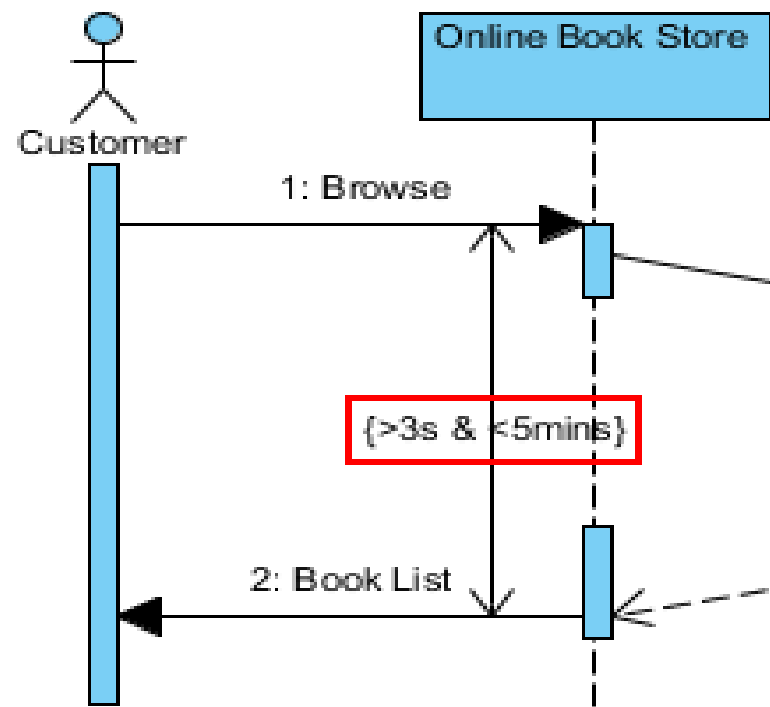 Online Book Store
Customer
1: Browse
{>3s & <5mins}
2: Book List